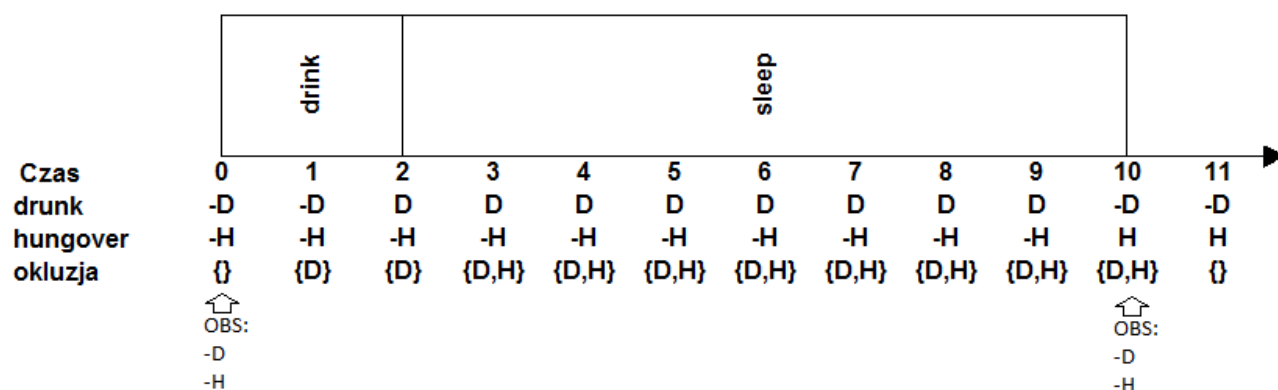 drink
sleep
Czas 0 1 2 3 4 5 6 7 8 9 10 11
drunk -D -D D D D D D D D D -D -D
hungover -H -H -H -H -H -H -H -H -H -H H H
okluzja {} {D} {D} {D,H} {D,H} {D,H} {D,H} {D,H} {D,H} {D,H} {D,H} {}
OBS: OBS:
-D -D
-H -H